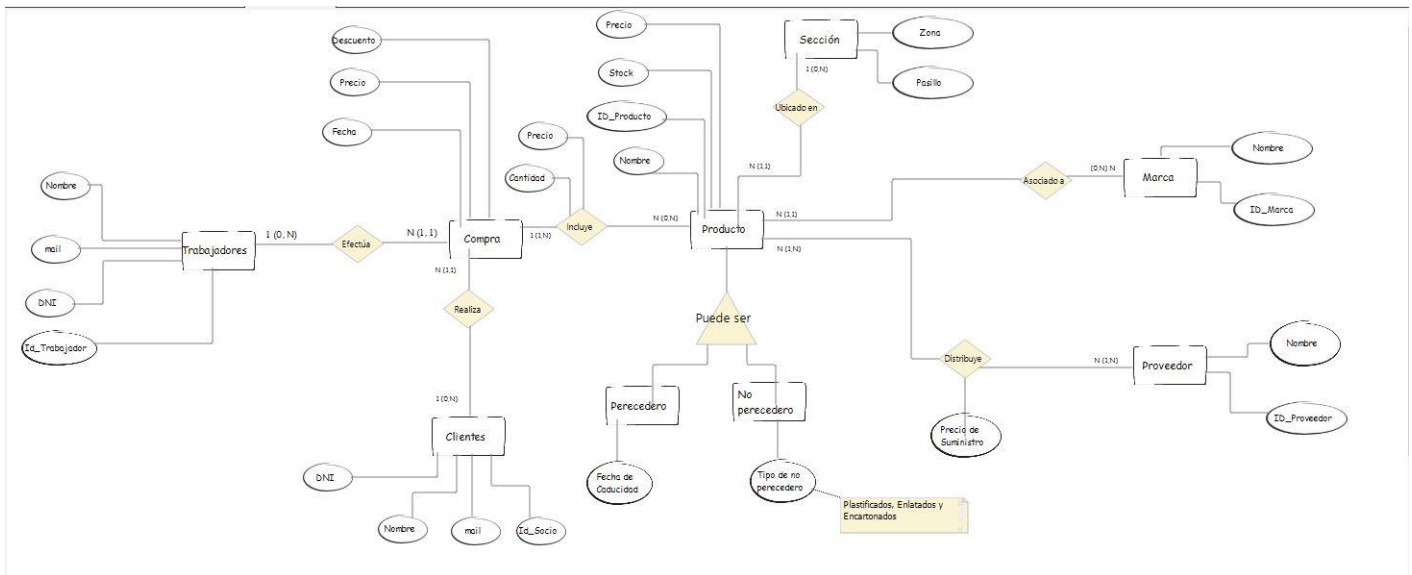 Descuento
Precio
Fecha
Precio
Cantidad
Precio
Stock
ID_Producto
Nombre
Sección
Zona
Pasillo
1 (0,N)
Ubicado en
N (1,1)
Nombre
mail
DNI
Id_Trabajador
Trabajadores
1 (0, N)
Efectúa
N (1, 1)
Compra
1 (1,N)
Incluye
N (0,N)
Producto
N (1,1)
Asociado a
(0,N) N
Marca
Nombre
ID_Marca
N (1,N)
Distribuye
N (1,N)
Proveedor
Nombre
ID_Proveedor
Precio de
Suministro
N (1,1)
Realiza
1 (0,N)
Clientes
DNI
Nombre
mail
Id_Socio
Puede ser
Perecedero
No
perecedero
Fecha de
Caducidad
Tipo de no
perecedero
Plastificados, Enlatados y
Encartonados